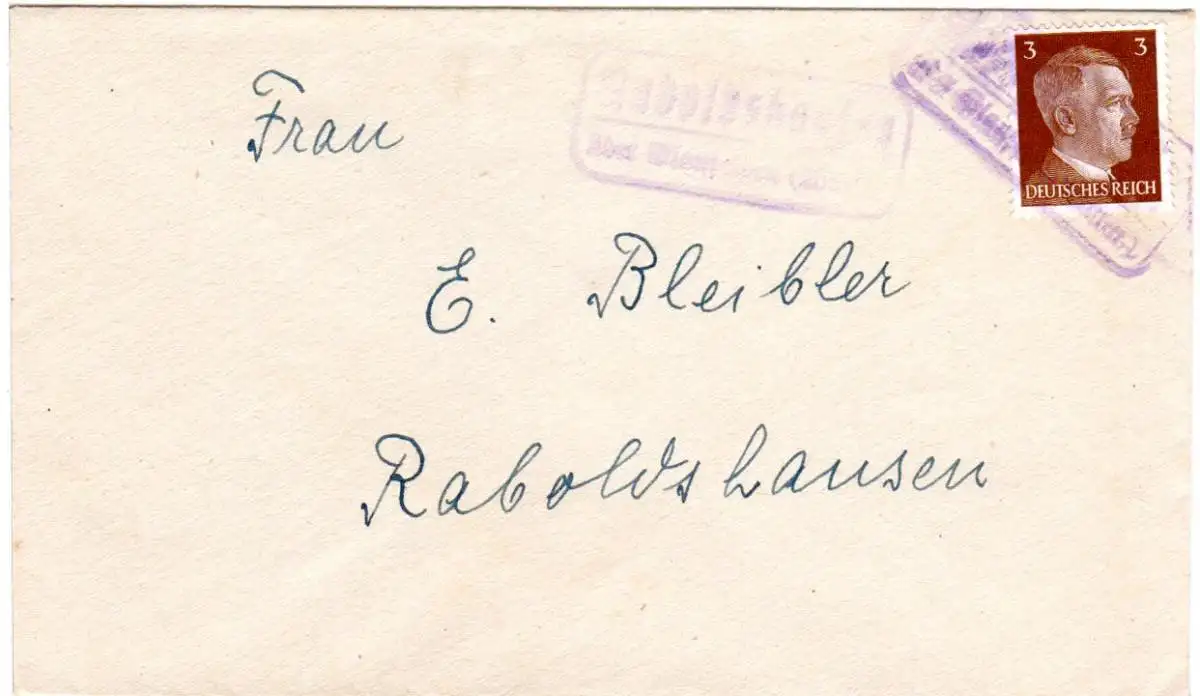 3 3
DEUTSCHES REICH
Frau
E. Bleibler
Raboldshausen